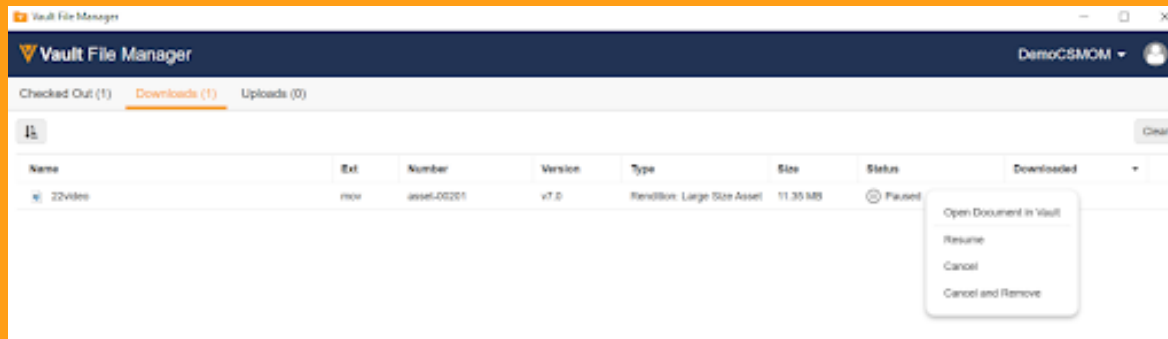 Vault File Manager
Vault File Manager DemoCSMOM
Checked Out (1) Downloads (1) Uploads (0)
Clear
Name Ext Number Version Type Size Status Downloaded
22video mov asset-00201 v7.0 Rendition: Large Size Asset 11.35 MB Paused
Open Document in Vault
Resume
Cancel
Cancel and Remove